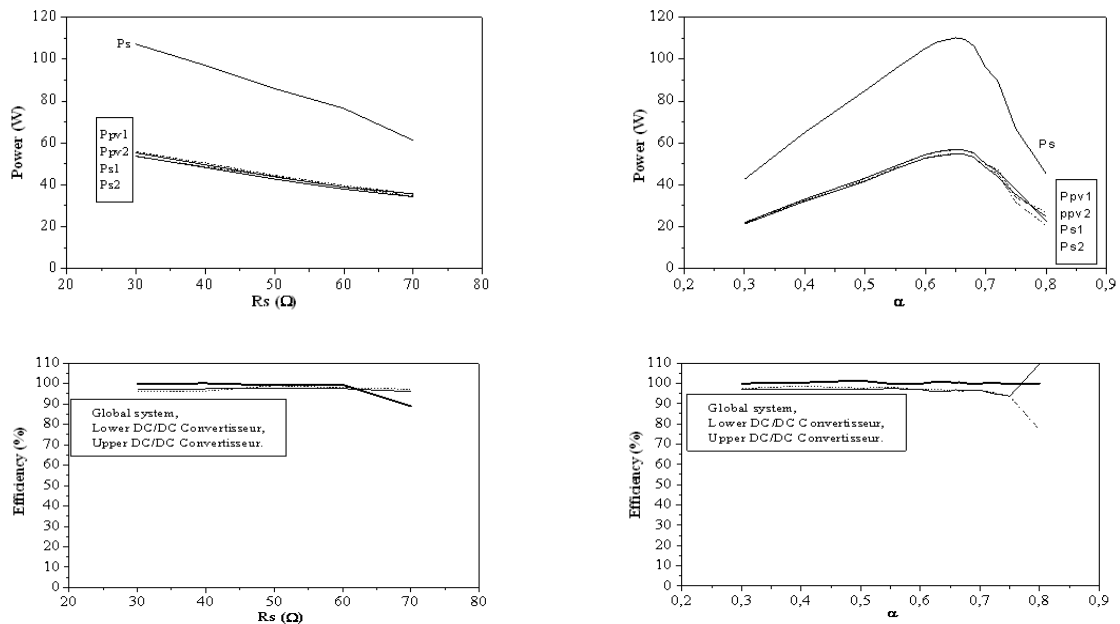 120
100
80
60
40
20
0
Power (W)
Ps
Ppv1
Ppv2
Ps1
Ps2
20 30 40 50 60 70 80
Rs (Ω)
120
100
80
60
40
20
0
Power (W)
Ps
Ppv1
ppv2
Ps1
Ps2
0,2 0,3 0,4 0,5 0,6 0,7 0,8 0,9
α
110
100
90
80
70
60
50
40
30
20
10
0
Efficiency (%)
Global system,
Lower DC/DC Convertisseur,
Upper DC/DC Convertisseur.
20 30 40 50 60 70 80
Rs (Ω)
110
100
90
80
70
60
50
40
30
20
10
0
Efficiency (%)
Global system,
Lower DC/DC Convertisseur,
Upper DC/DC Convertisseur.
0,2 0,3 0,4 0,5 0,6 0,7 0,8 0,9
α